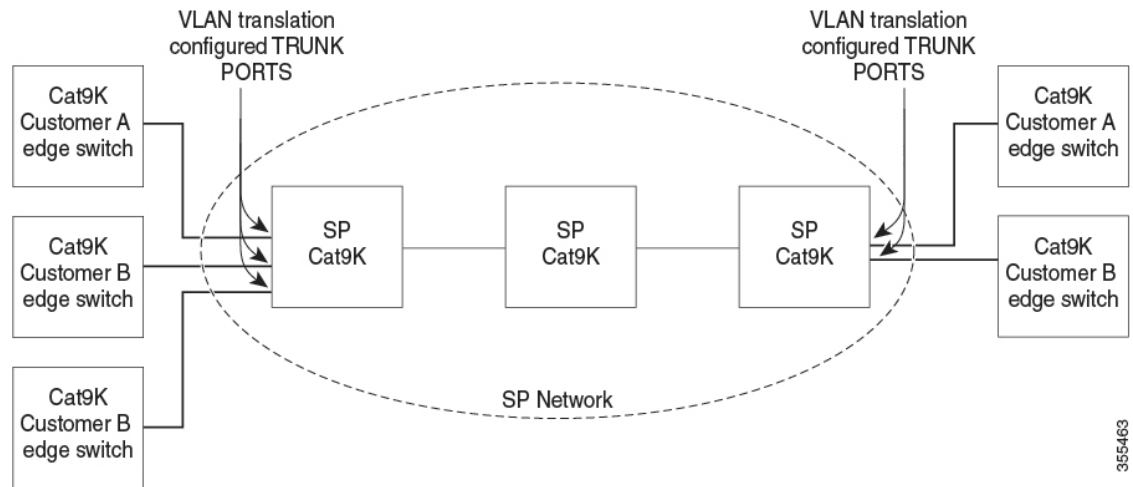 VLAN translation
configured TRUNK
PORTS
VLAN translation
configured TRUNK
PORTS
Cat9K
Customer A
edge switch
Cat9K
Customer B
edge switch
Cat9K
Customer B
edge switch
SP
Cat9K
SP
Cat9K
SP
Cat9K
Cat9K
Customer A
edge switch
Cat9K
Customer B
edge switch
SP Network
355463